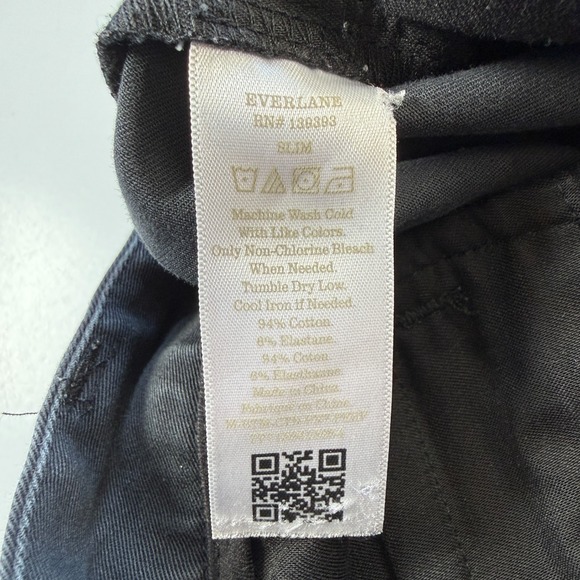 EVERLANE
RN# 139393
SLIM
Machine Wash Cold
With Like Colors.
Only Non-Chlorine Bleach
When Needed.
Tumble Dry Low.
Cool Iron if Needed.
94% Cotton.
6% Elastane.
94% Coton.
6% Elasthanne.
Made in China.
Fabriqué en Chine.